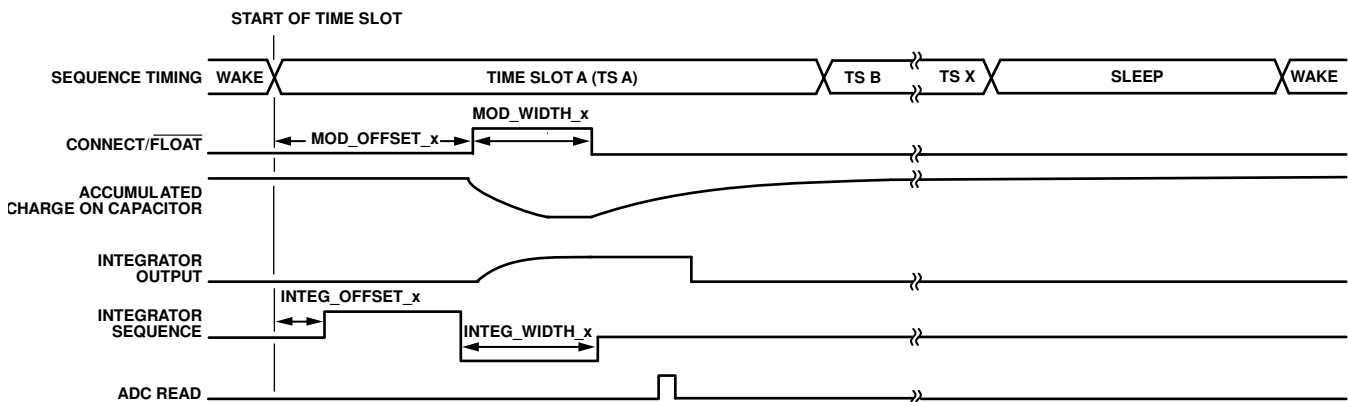 START OF TIME SLOT
SEQUENCE TIMING WAKE TIME SLOT A (TS A) TS B TS X SLEEP WAKE
MOD_WIDTH_x
CONNECT/FLOAT MOD_OFFSET_x
ACCUMULATED
CHARGE ON CAPACITOR
INTEGRATOR
OUTPUT
INTEG_OFFSET_x
INTEGRATOR
SEQUENCE
INTEG_WIDTH_x
ADC READ